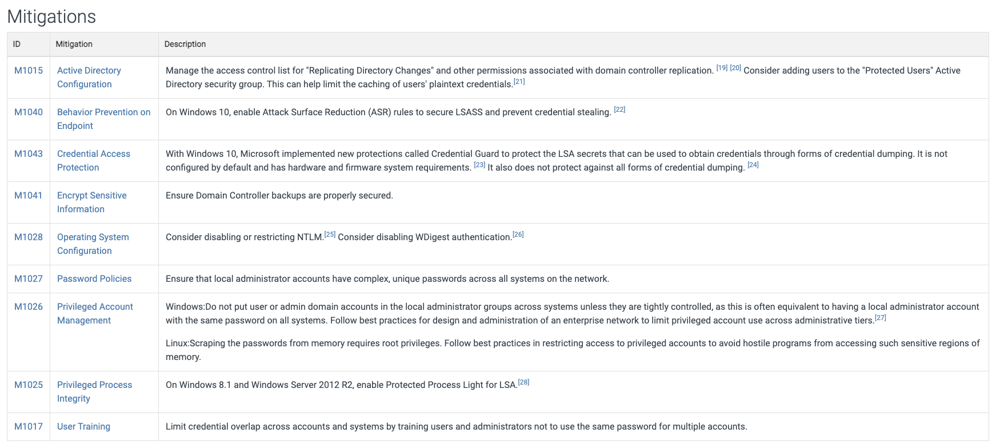 Mitigations
ID Mitigation Description
M1015 Active Directory Manage the access control list for "Replicating Directory Changes" and other permissions associated with domain controller replication. [19] [20] Consider adding users to the "Protected Users" Active
Configuration Directory security group. This can help limit the caching of users' plaintext credentials.[21]
M1040 Behavior Prevention on On Windows 10, enable Attack Surface Reduction (ASR) rules to secure LSASS and prevent credential stealing. [22]
Endpoint
M1043 Credential Access With Windows 10, Microsoft implemented new protections called Credential Guard to protect the LSA secrets that can be used to obtain credentials through forms of credential dumping. It is not
Protection configured by default and has hardware and firmware system requirements. [23] It also does not protect against all forms of credential dumping. [24]
M1041 Encrypt Sensitive Ensure Domain Controller backups are properly secured.
Information
M1028 Operating System Consider disabling or restricting NTLM.[25] Consider disabling WDigest authentication.[26]
Configuration
M1027 Password Policies Ensure that local administrator accounts have complex, unique passwords across all systems on the network.
M1026 Privileged Account Windows:Do not put user or admin domain accounts in the local administrator groups across systems unless they are tightly controlled, as this is often equivalent to having a local administrator account
Management with the same password on all systems. Follow best practices for design and administration of an enterprise network to limit privileged account use across administrative tiers.[27]
Linux:Scraping the passwords from memory requires root privileges. Follow best practices in restricting access to privileged accounts to avoid hostile programs from accessing such sensitive regions of
memory.
M1025 Privileged Process On Windows 8.1 and Windows Server 2012 R2, enable Protected Process Light for LSA.[28]
Integrity
M1017 User Training Limit credential overlap across accounts and systems by training users and administrators not to use the same password for multiple accounts.